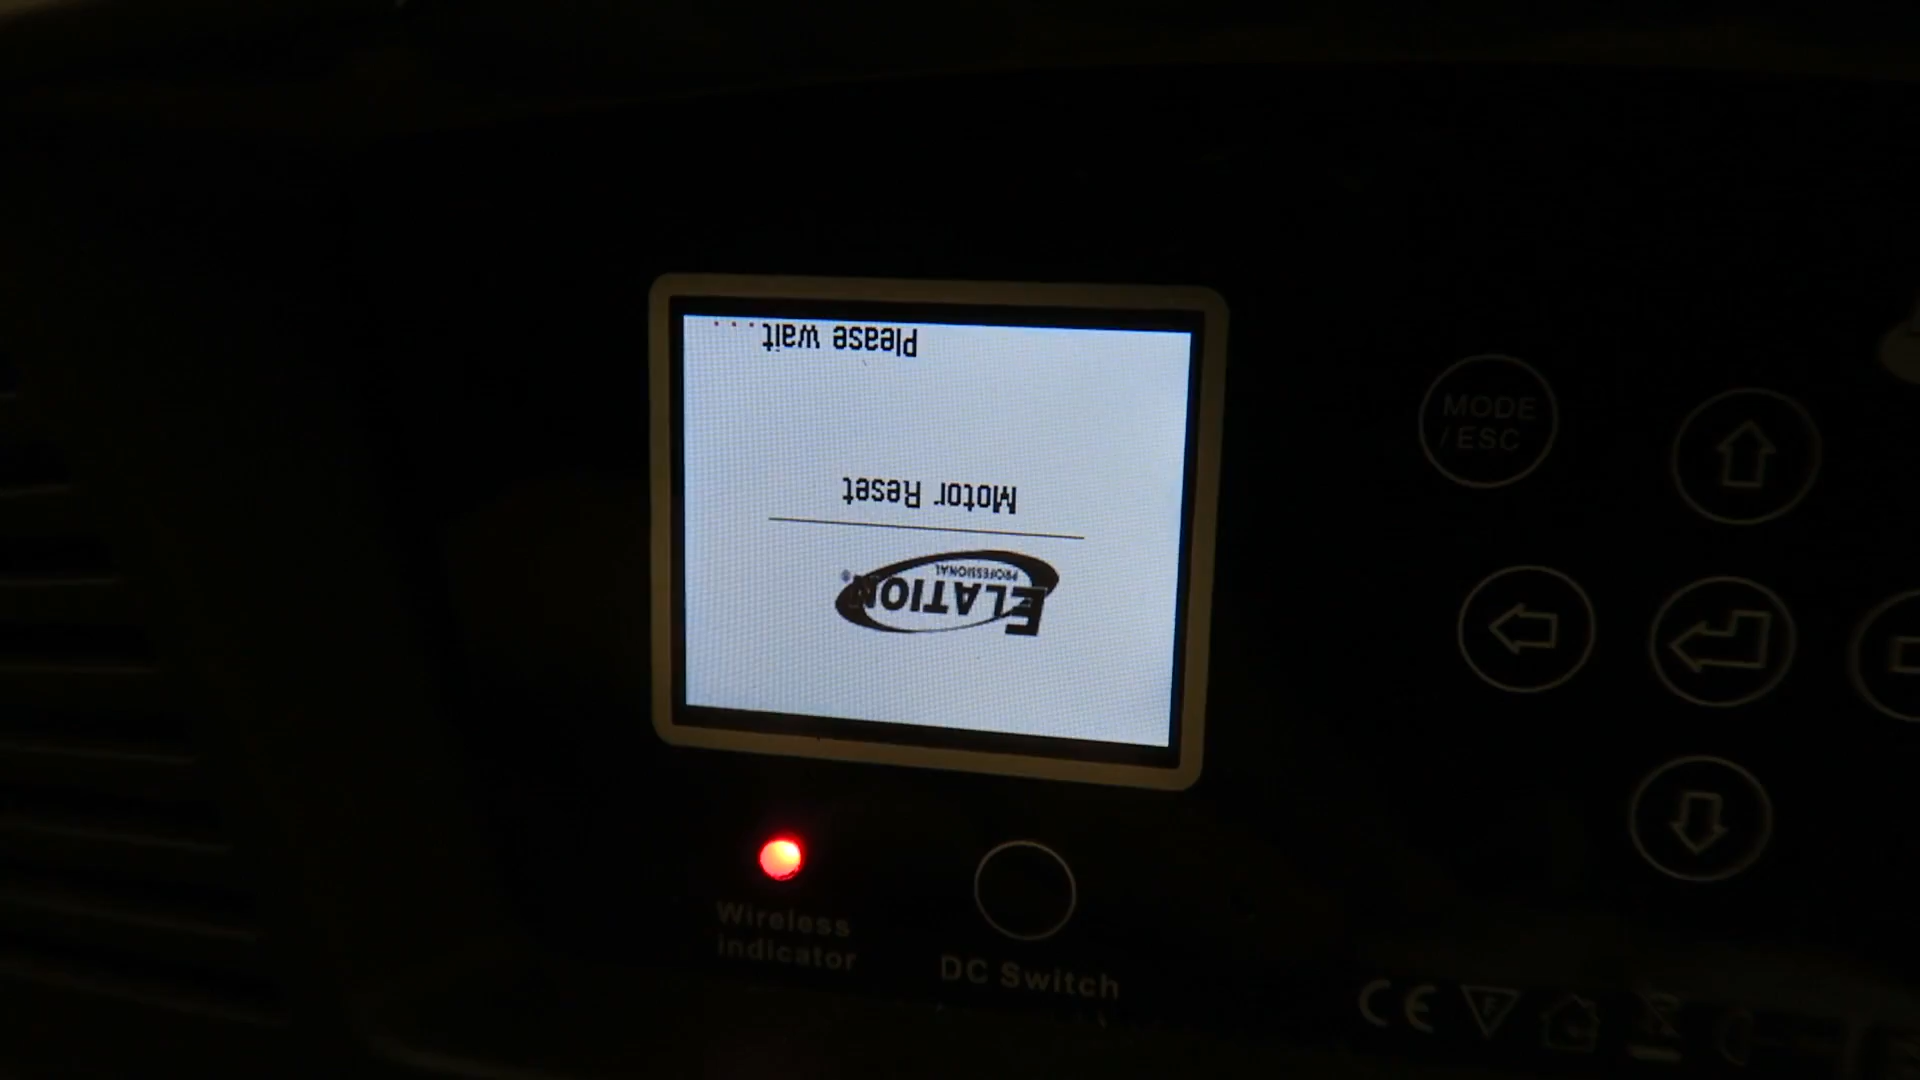 ELATION®
PROFESSIONAL
Motor Reset
Please wait....
MODE
/ESC
Wireless
indicator
DC Switch
CE
F